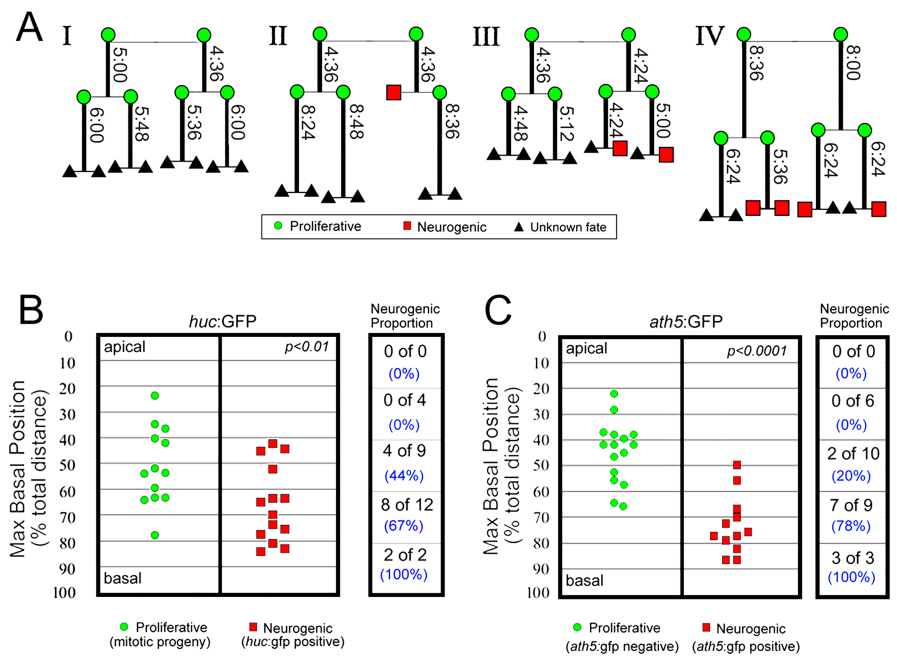 A
I
II
III
IV
5:00
4:36
6:00
5:48
5:36
6:00
4:36
4:36
8:24
8:48
8:36
4:36
4:24
4:48
5:12
4:24
5:00
8:36
8:00
6:24
5:36
6:24
6:24
Proliferative
Neurogenic
Unknown fate
B
huc:GFP
Neurogenic
Proportion
Max Basal Position
(% total distance)
0
10
20
30
40
50
60
70
80
90
100
apical
p<0.01
basal
0 of 0
(0%)
0 of 4
(0%)
4 of 9
(44%)
8 of 12
(67%)
2 of 2
(100%)
Proliferative
(mitotic progeny)
Neurogenic
(huc:gfp positive)
C
ath5:GFP
Neurogenic
Proportion
Max Basal Position
(% total distance)
0
10
20
30
40
50
60
70
80
90
100
apical
p<0.0001
basal
0 of 0
(0%)
0 of 6
(0%)
2 of 10
(20%)
7 of 9
(78%)
3 of 3
(100%)
Proliferative
(ath5:gfp negative)
Neurogenic
(ath5:gfp positive)